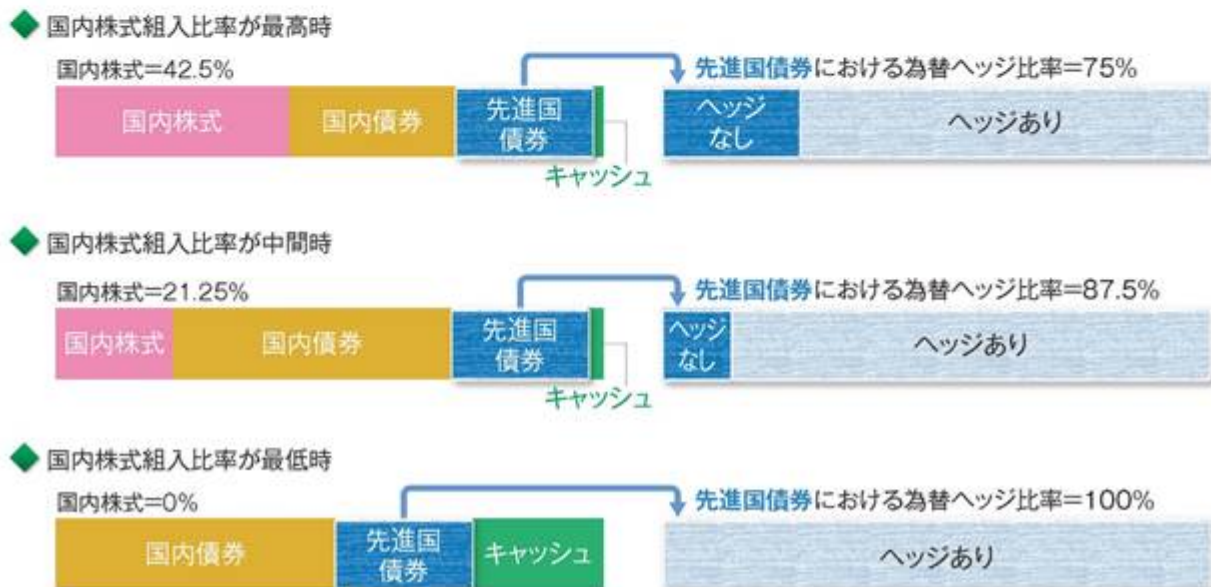 国内株式組入比率が最高時
国内株式=42.5%
先進国債券における為替ヘッジ比率=75%
国内株式
国内債券
先進国
債券
キャッシュ
ヘッジ
なし
ヘッジあり
国内株式組入比率が中間時
国内株式=21.25%
先進国債券における為替ヘッジ比率=87.5%
国内株式
国内債券
先進国
債券
キャッシュ
ヘッジ
なし
ヘッジあり
国内株式組入比率が最低時
国内株式=0%
先進国債券における為替ヘッジ比率=100%
国内債券
先進国
債券
キャッシュ
ヘッジあり